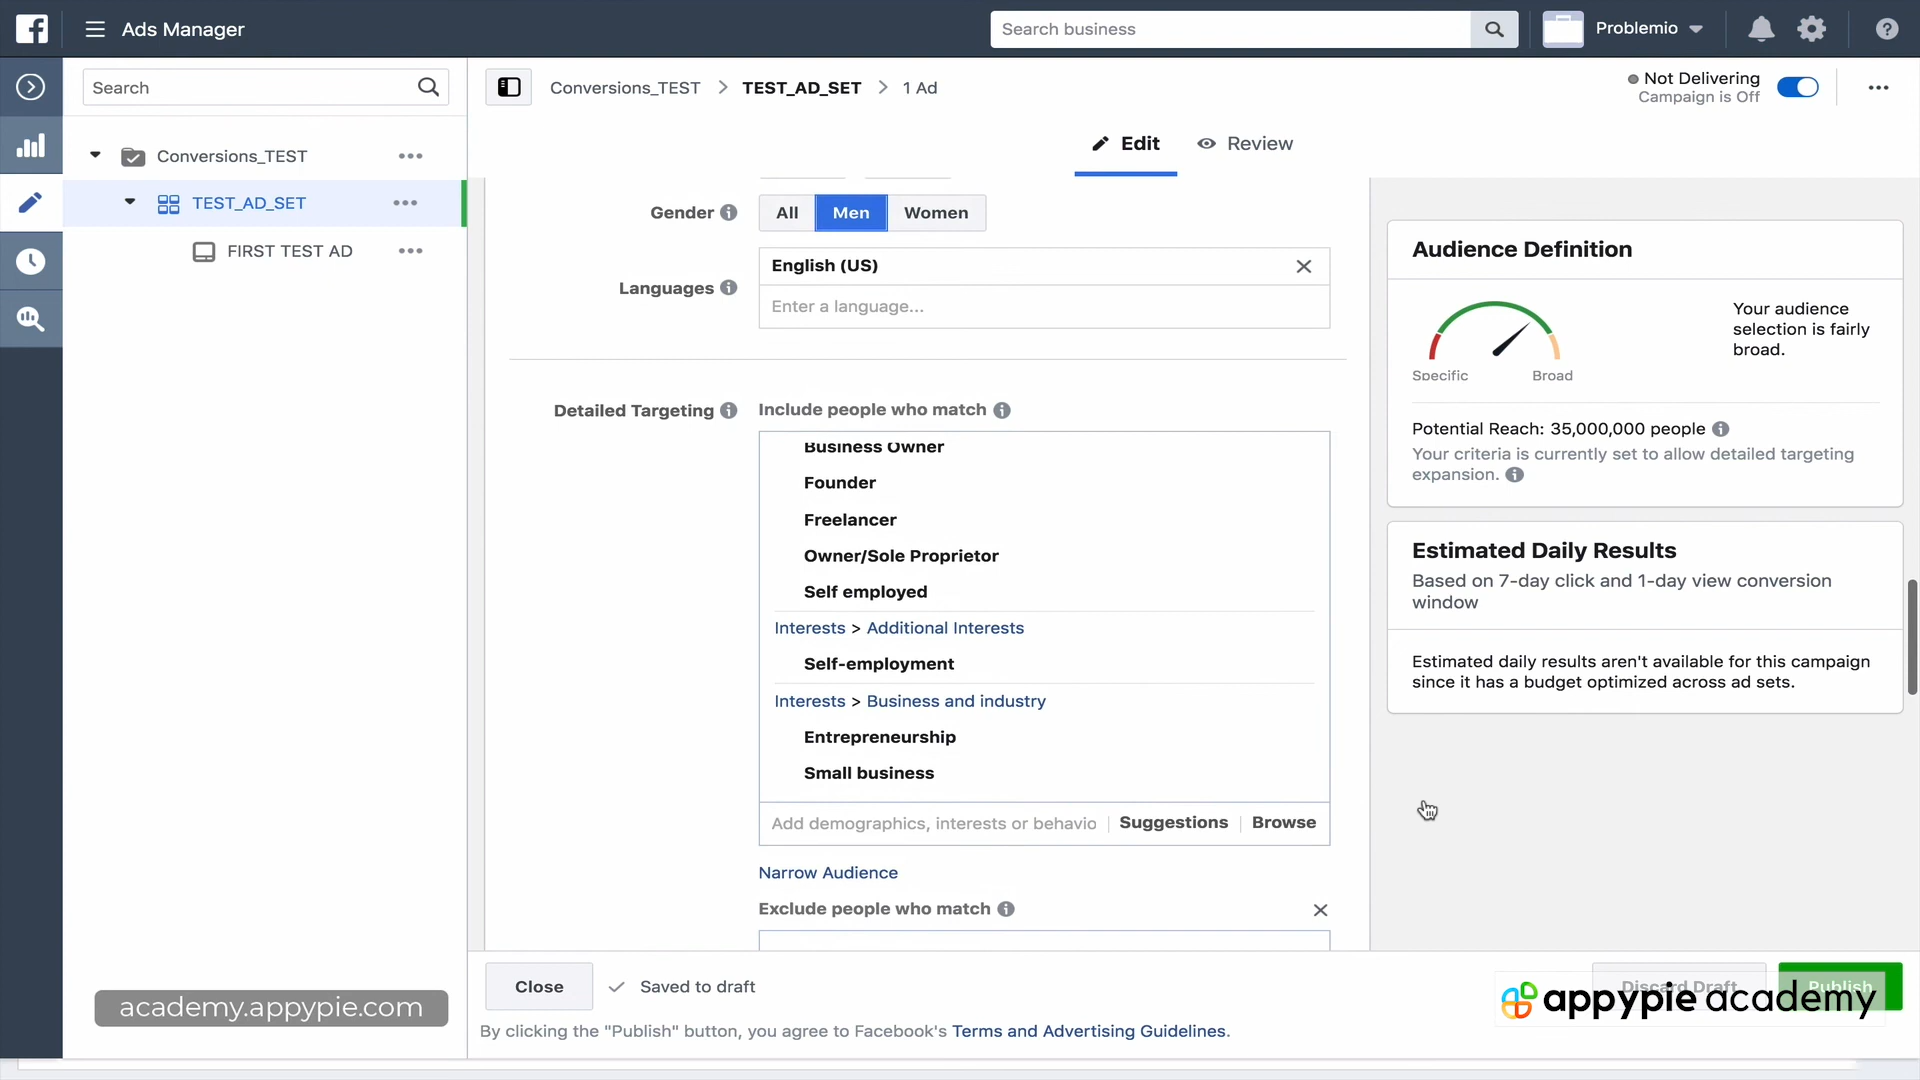 Ads Manager
Search business
Problemio
Search
Conversions_TEST > TEST_AD_SET > 1 Ad
Not Delivering
Campaign is Off
Edit
Review
Conversions_TEST
TEST_AD_SET
FIRST TEST AD
Gender
All
Men
Women
Languages
English (US)
Enter a language...
Detailed Targeting
Include people who match
Business Owner
Founder
Freelancer
Owner/Sole Proprietor
Self employed
Interests > Additional Interests
Self-employment
Interests > Business and industry
Entrepreneurship
Small business
Add demographics, interests or behavio
Suggestions
Browse
Narrow Audience
Exclude people who match
Audience Definition
Your audience
selection is fairly
broad.
Specific
Broad
Potential Reach: 35,000,000 people
Your criteria is currently set to allow detailed targeting
expansion.
Estimated Daily Results
Based on 7-day click and 1-day view conversion
window
Estimated daily results aren't available for this campaign
since it has a budget optimized across ad sets.
Close
Saved to draft
Discard Draft
Publish
By clicking the "Publish" button, you agree to Facebook's Terms and Advertising Guidelines.
academy.appypie.com
appypie academy